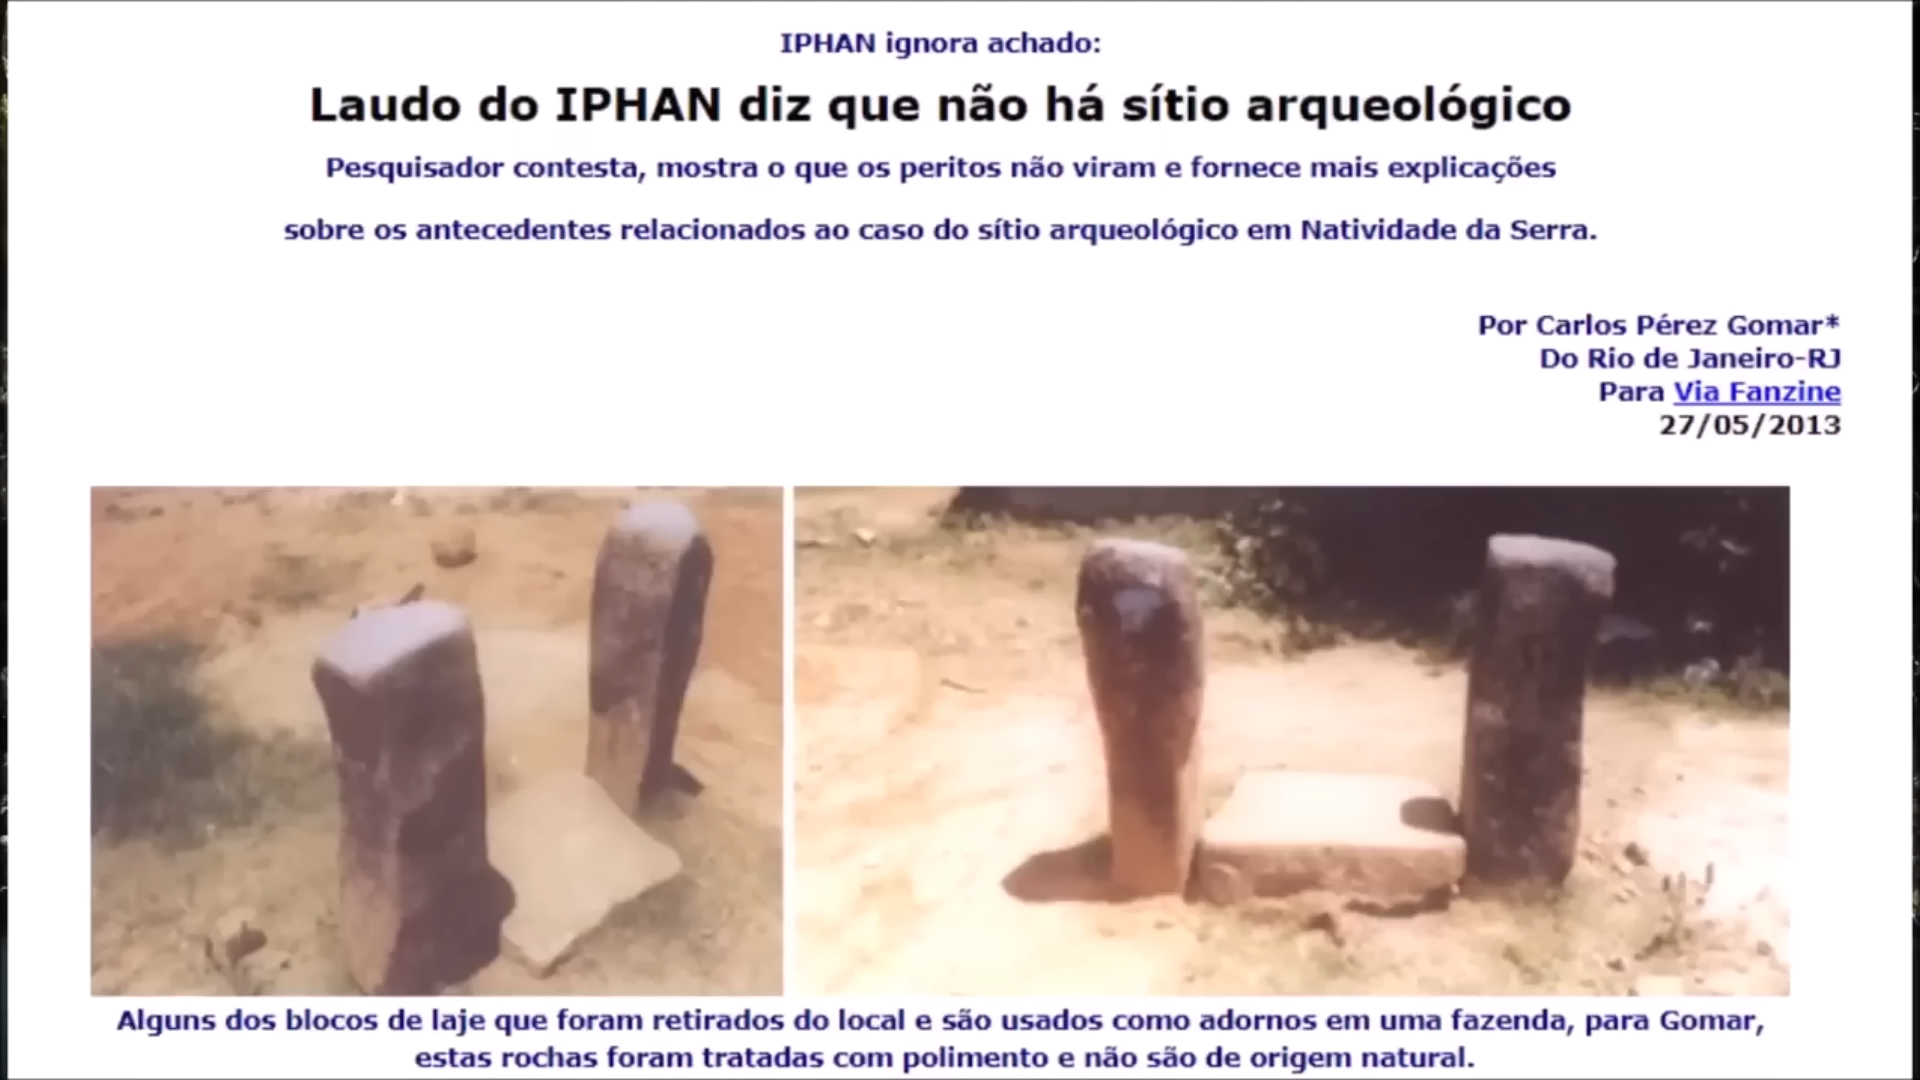 IPHAN ignora achado:
Laudo do IPHAN diz que não há sítio arqueológico
Pesquisador contesta, mostra o que os peritos não viram e fornece mais explicações
sobre os antecedentes relacionados ao caso do sítio arqueológico em Natividade da Serra.
Por Carlos Pérez Gomar*
Do Rio de Janeiro-RJ
Para Via Fanzine
27/05/2013
Alguns dos blocos de laje que foram retirados do local e são usados como adornos em uma fazenda, para Gomar,
estas rochas foram tratadas com polimento e não são de origem natural.